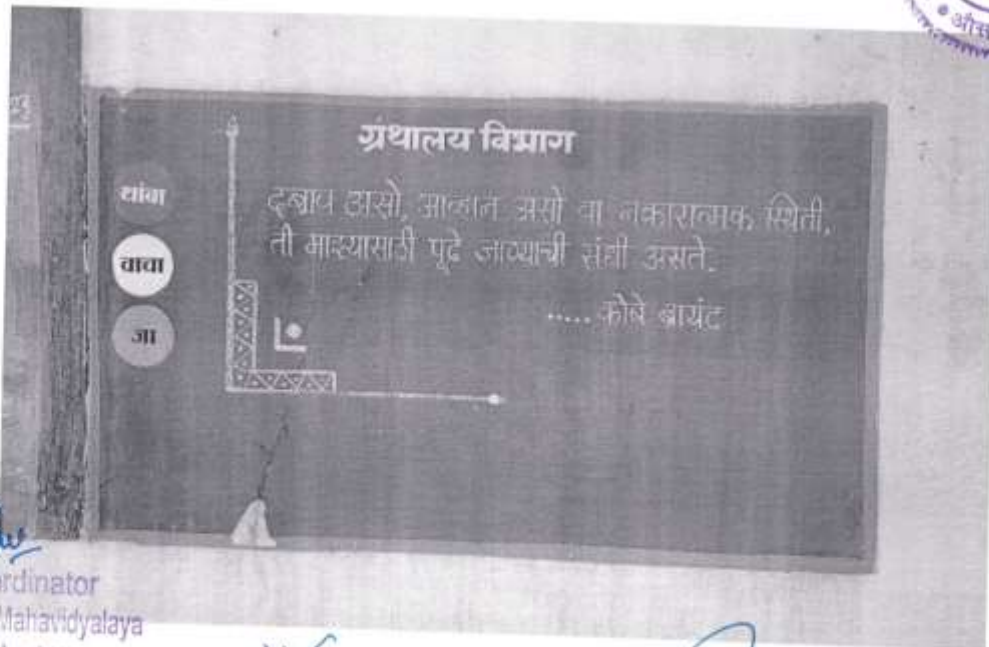 ग्रंथालय विभाग
थांबा
वाचा
जा
दबाव असो, आव्हान असो वा नकारात्मक स्थिती,
ती माझ्यासाठी पूढे जाण्याची संधी असते.
..... कोबे ब्रायंट
rdinator
Mahavidyalaya